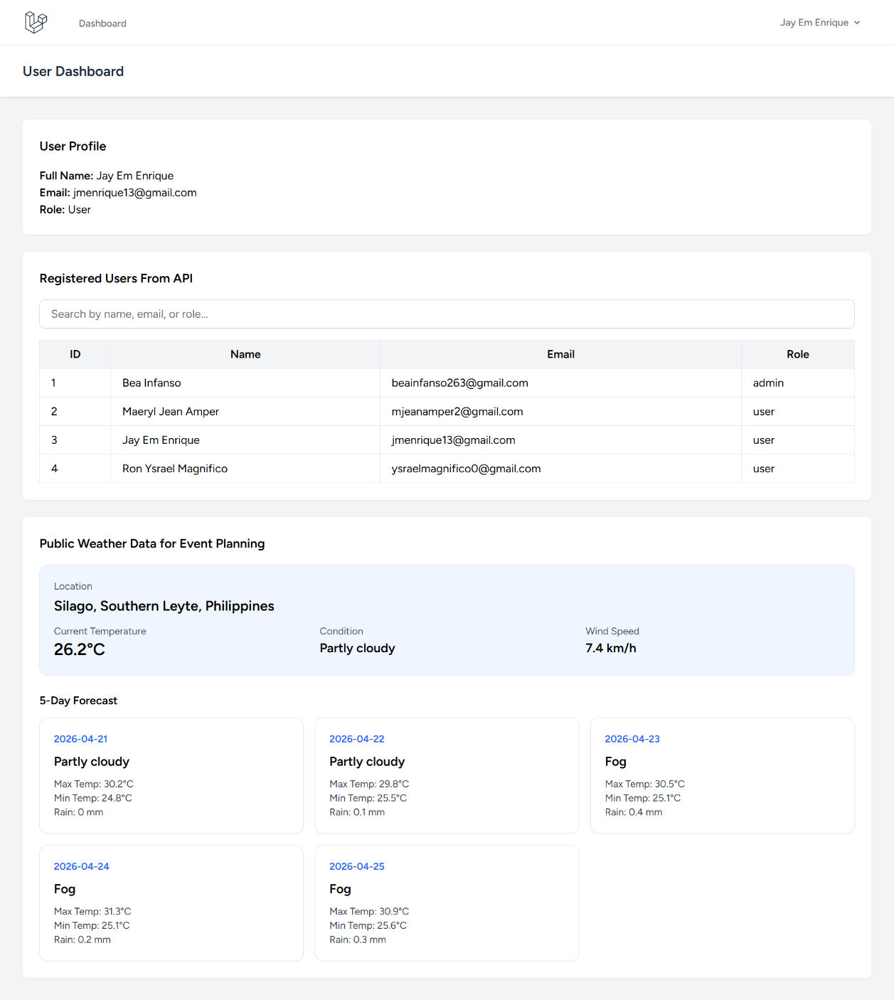 Dashboard
Jay Em Enrique
User Dashboard
User Profile
Full Name: Jay Em Enrique
Email: jmenrique13@gmail.com
Role: User
Registered Users From API
Search by name, email, or role...
ID Name Email Role
1 Bea Infanso beainfanso263@gmail.com admin
2 Maeryl Jean Amper mjeanamper2@gmail.com user
3 Jay Em Enrique jmenrique13@gmail.com user
4 Ron Ysrael Magnifico ysraelmagnifico0@gmail.com user
Public Weather Data for Event Planning
Location
Silago, Southern Leyte, Philippines
Current Temperature
26.2°C
Condition
Partly cloudy
Wind Speed
7.4 km/h
5-Day Forecast
2026-04-21
Partly cloudy
Max Temp: 30.2°C
Min Temp: 24.8°C
Rain: 0 mm
2026-04-22
Partly cloudy
Max Temp: 29.8°C
Min Temp: 25.5°C
Rain: 0.1 mm
2026-04-23
Fog
Max Temp: 30.5°C
Min Temp: 25.1°C
Rain: 0.4 mm
2026-04-24
Fog
Max Temp: 31.3°C
Min Temp: 25.1°C
Rain: 0.2 mm
2026-04-25
Fog
Max Temp: 30.9°C
Min Temp: 25.6°C
Rain: 0.3 mm